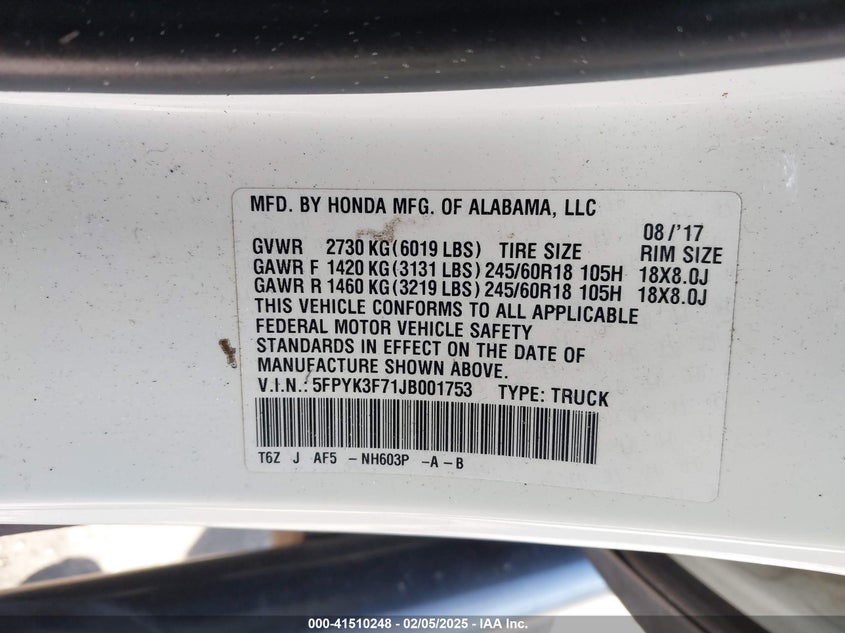 MFD. BY HONDA MFG. OF ALABAMA, LLC
08/'17
GVWR 2730 KG(6019 LBS) TIRE SIZE RIM SIZE
GAWR F 1420 KG(3131 LBS) 245/60R18 105H 18X8.0J
GAWR R 1460 KG(3219 LBS) 245/60R18 105H 18X8.0J
THIS VEHICLE CONFORMS TO ALL APPLICABLE
FEDERAL MOTOR VEHICLE SAFETY
STANDARDS IN EFFECT ON THE DATE OF
MANUFACTURE SHOWN ABOVE.
V.I.N.: 5FPYK3F71JB001753 TYPE: TRUCK
T6Z J AF5 -NH603P -A-B
000-41510248 - 02/05/2025 - IAA Inc.